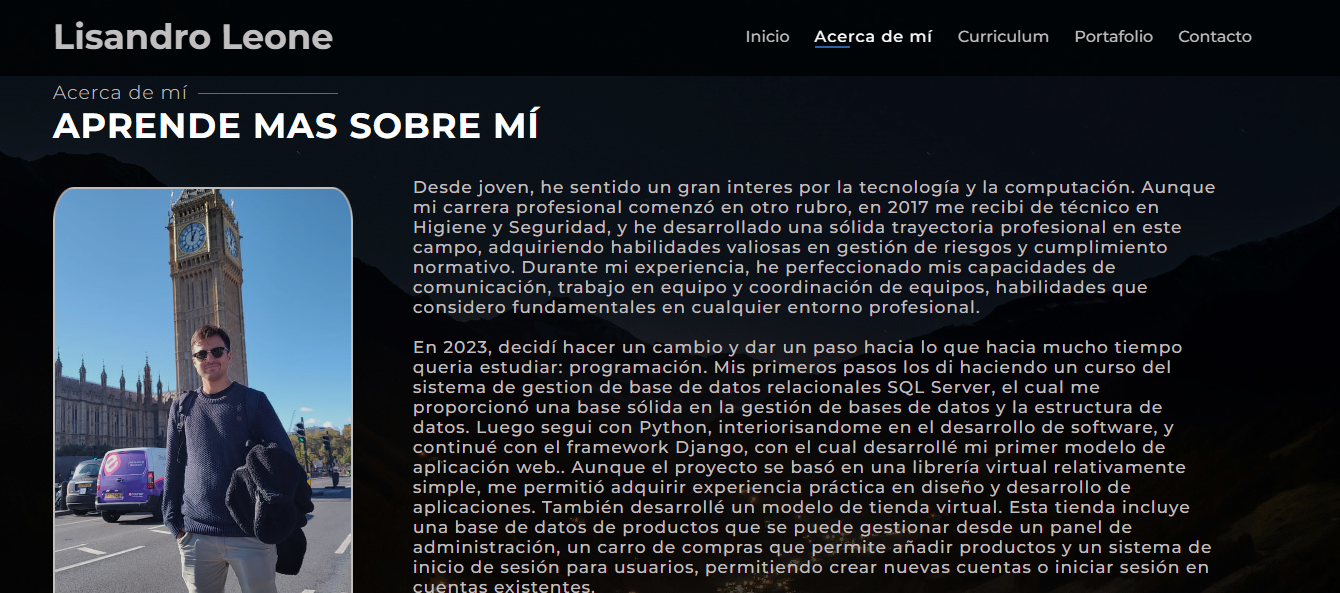 Lisandro Leone
Inicio Acerca de mí Curriculum Portafolio Contacto
Acerca de mí
APRENDE MAS SOBRE MÍ
Desde joven, he sentido un gran interes por la tecnología y la computación. Aunque
mi carrera profesional comenzó en otro rubro, en 2017 me recibi de técnico en
Higiene y Seguridad, y he desarrollado una sólida trayectoria profesional en este
campo, adquiriendo habilidades valiosas en gestión de riesgos y cumplimiento
normativo. Durante mi experiencia, he perfeccionado mis capacidades de
comunicación, trabajo en equipo y coordinación de equipos, habilidades que
considero fundamentales en cualquier entorno profesional.
En 2023, decidí hacer un cambio y dar un paso hacia lo que hacia mucho tiempo
queria estudiar: programación. Mis primeros pasos los di haciendo un curso del
sistema de gestion de base de datos relacionales SQL Server, el cual me
proporcionó una base sólida en la gestión de bases de datos y la estructura de
datos. Luego segui con Python, interiorisandome en el desarrollo de software, y
continué con el framework Django, con el cual desarrollé mi primer modelo de
aplicación web.. Aunque el proyecto se basó en una librería virtual relativamente
simple, me permitió adquirir experiencia práctica en diseño y desarrollo de
aplicaciones. También desarrollé un modelo de tienda virtual. Esta tienda incluye
una base de datos de productos que se puede gestionar desde un panel de
administración, un carro de compras que permite añadir productos y un sistema de
inicio de sesión para usuarios, permitiendo crear nuevas cuentas o iniciar sesión en
cuentas existentes.